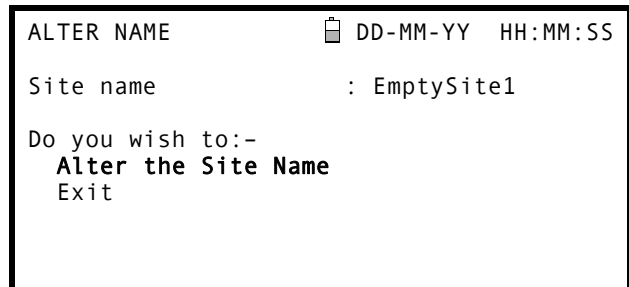 ALTER NAME DD-MM-YY HH:MM:SS
Site name : EmptySite1
Do you wish to:–
Alter the Site Name
Exit